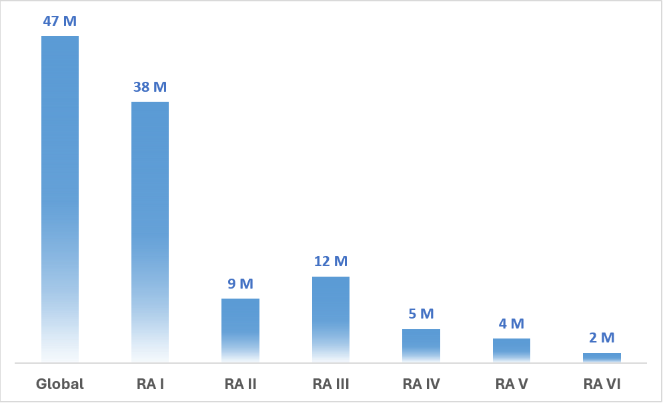 47 M
38 M
9 M
12 M
5 M
4 M
2 M
Global RA I RA II RA III RA IV RA V RA VI